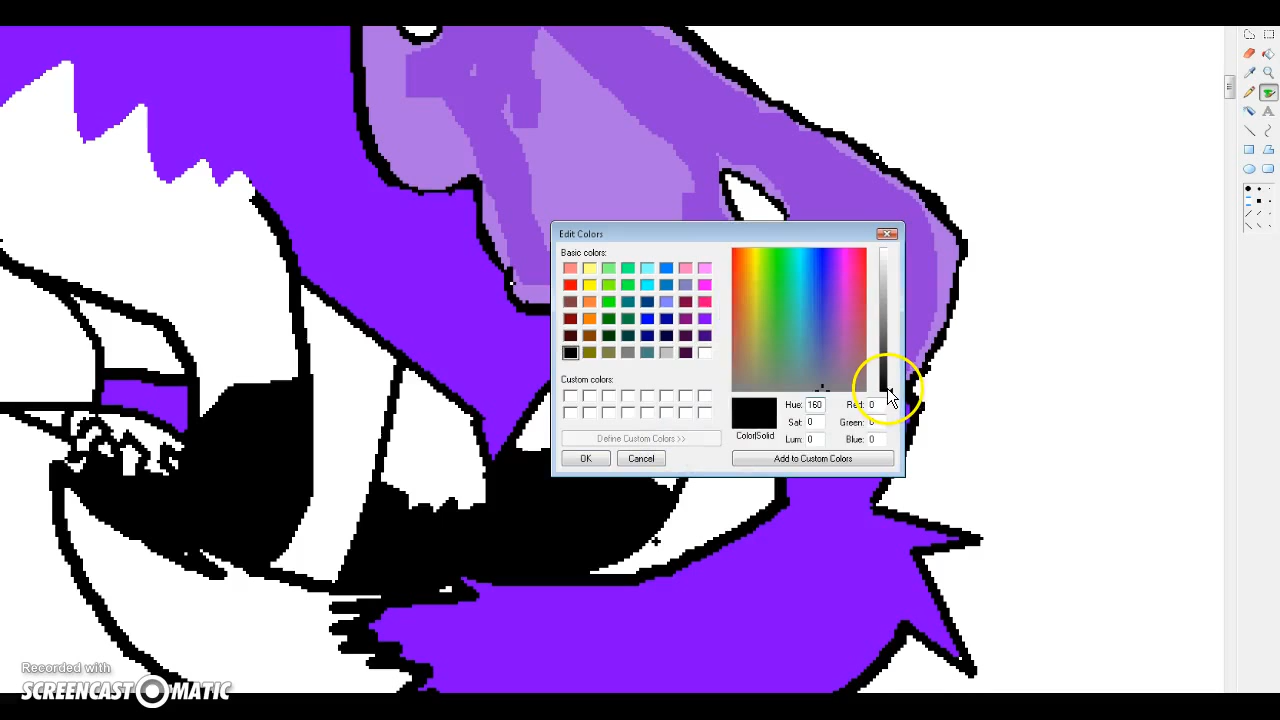 Edit Colors
Basic colors:
Custom colors:
Define Custom Colors >>
OK
Cancel
Color|Solid
Hue: 160
Sat: 0
Lum: 0
Red: 0
Green: 0
Blue: 0
Add to Custom Colors
A
Recorded with
SCREENCAST-O-MATIC